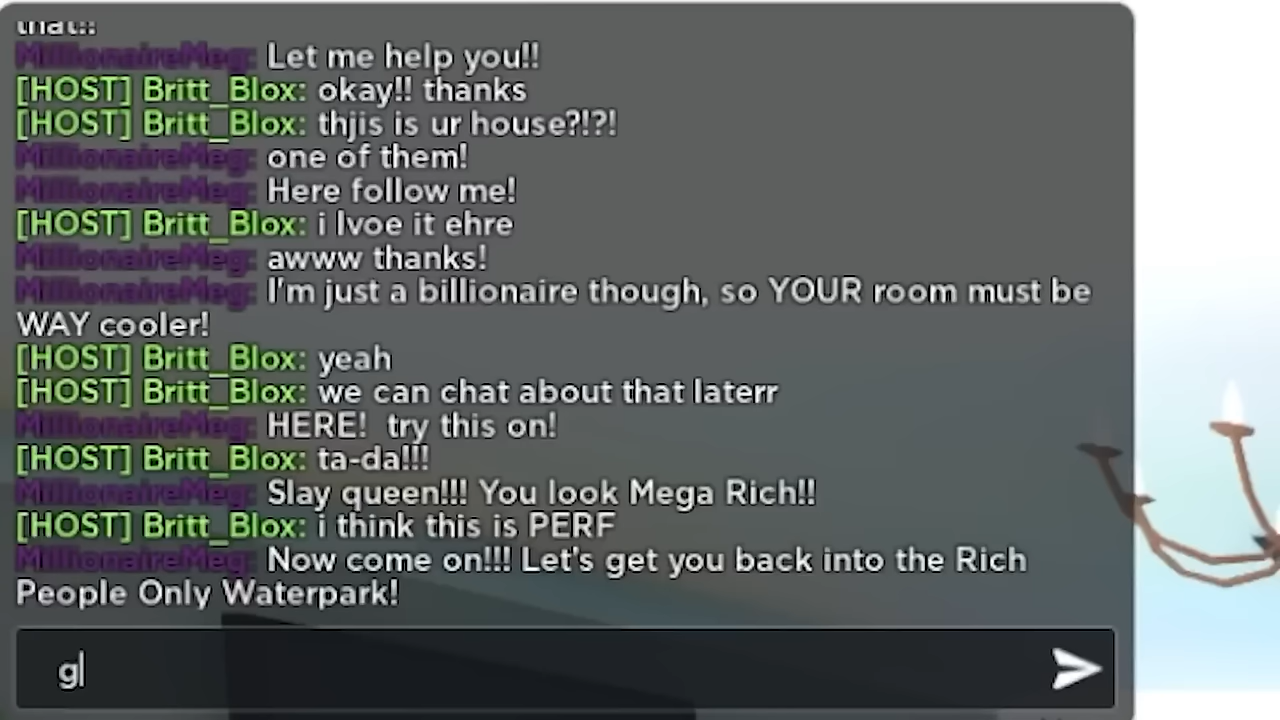 that!!
MillionaireMeg: Let me help you!!
[HOST] Britt_Blox: okay!! thanks
[HOST] Britt_Blox: thjis is ur house?!?!
MillionaireMeg: one of them!
MillionaireMeg: Here follow me!
[HOST] Britt_Blox: i lvoe it ehre
MillionaireMeg: awww thanks!
MillionaireMeg: I'm just a billionaire though, so YOUR room must be
WAY cooler!
[HOST] Britt_Blox: yeah
[HOST] Britt_Blox: we can chat about that laterr
MillionaireMeg: HERE!  try this on!
[HOST] Britt_Blox: ta-da!!!
MillionaireMeg: Slay queen!!! You look Mega Rich!!
[HOST] Britt_Blox: i think this is PERF
MillionaireMeg: Now come on!!! Let's get you back into the Rich
People Only Waterpark!
g